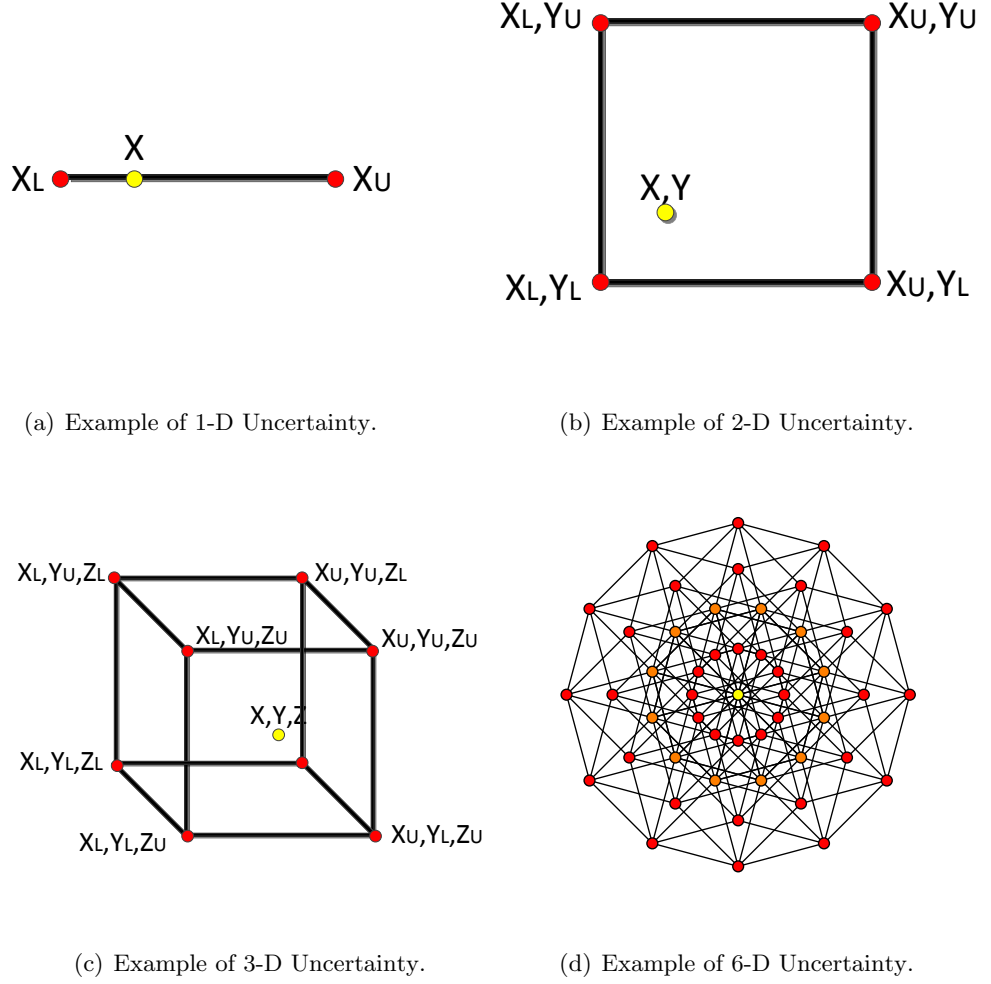 X
XL
XU
(a) Example of 1-D Uncertainty.
XL,YU
XU,YU
X,Y
XL,YL
XU,YL
(b) Example of 2-D Uncertainty.
XL,YU,ZL
XU,YU,ZL
XL,YU,ZU
XU,YU,ZU
X,Y,Z
XL,YL,ZL
XL,YL,ZU
XU,YL,ZU
(c) Example of 3-D Uncertainty.
(d) Example of 6-D Uncertainty.